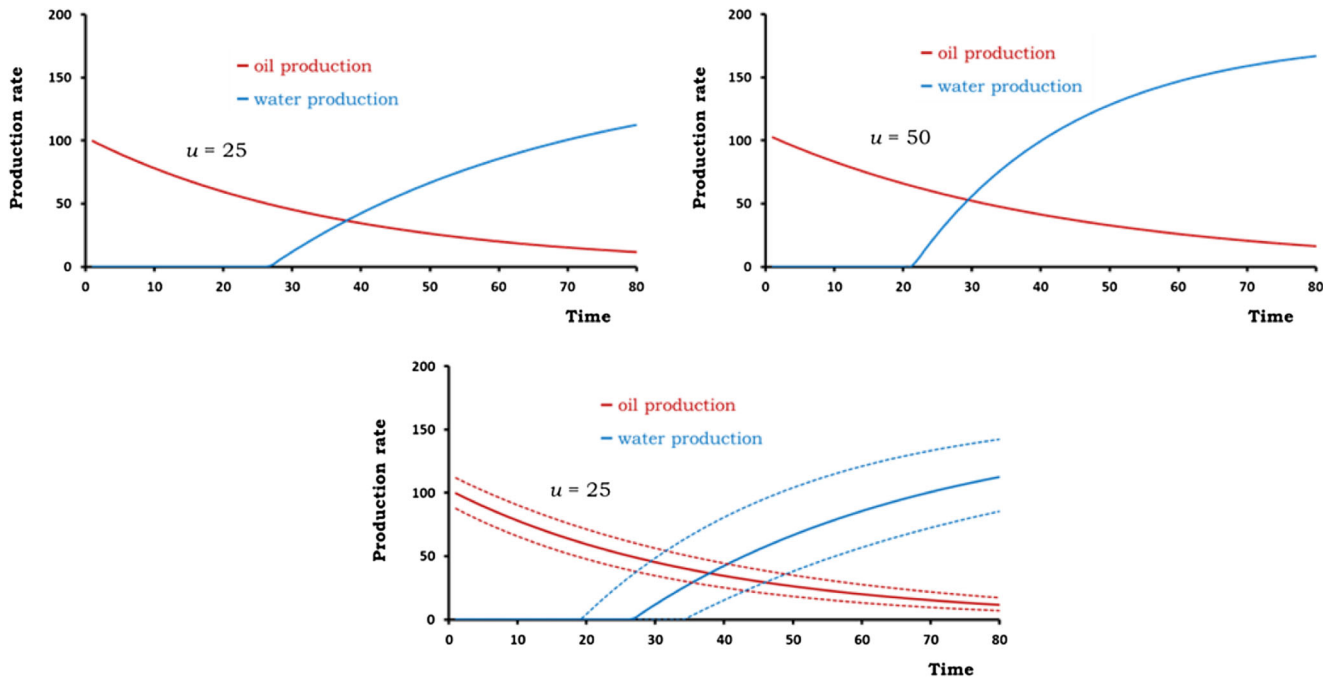 200
150
100
50
0
Production rate
oil production
water production
u = 25
0 10 20 30 40 50 60 70 80
Time
200
150
100
50
0
Production rate
oil production
water production
u = 50
0 10 20 30 40 50 60 70 80
Time
200
150
100
50
0
Production rate
oil production
water production
u = 25
0 10 20 30 40 50 60 70 80
Time